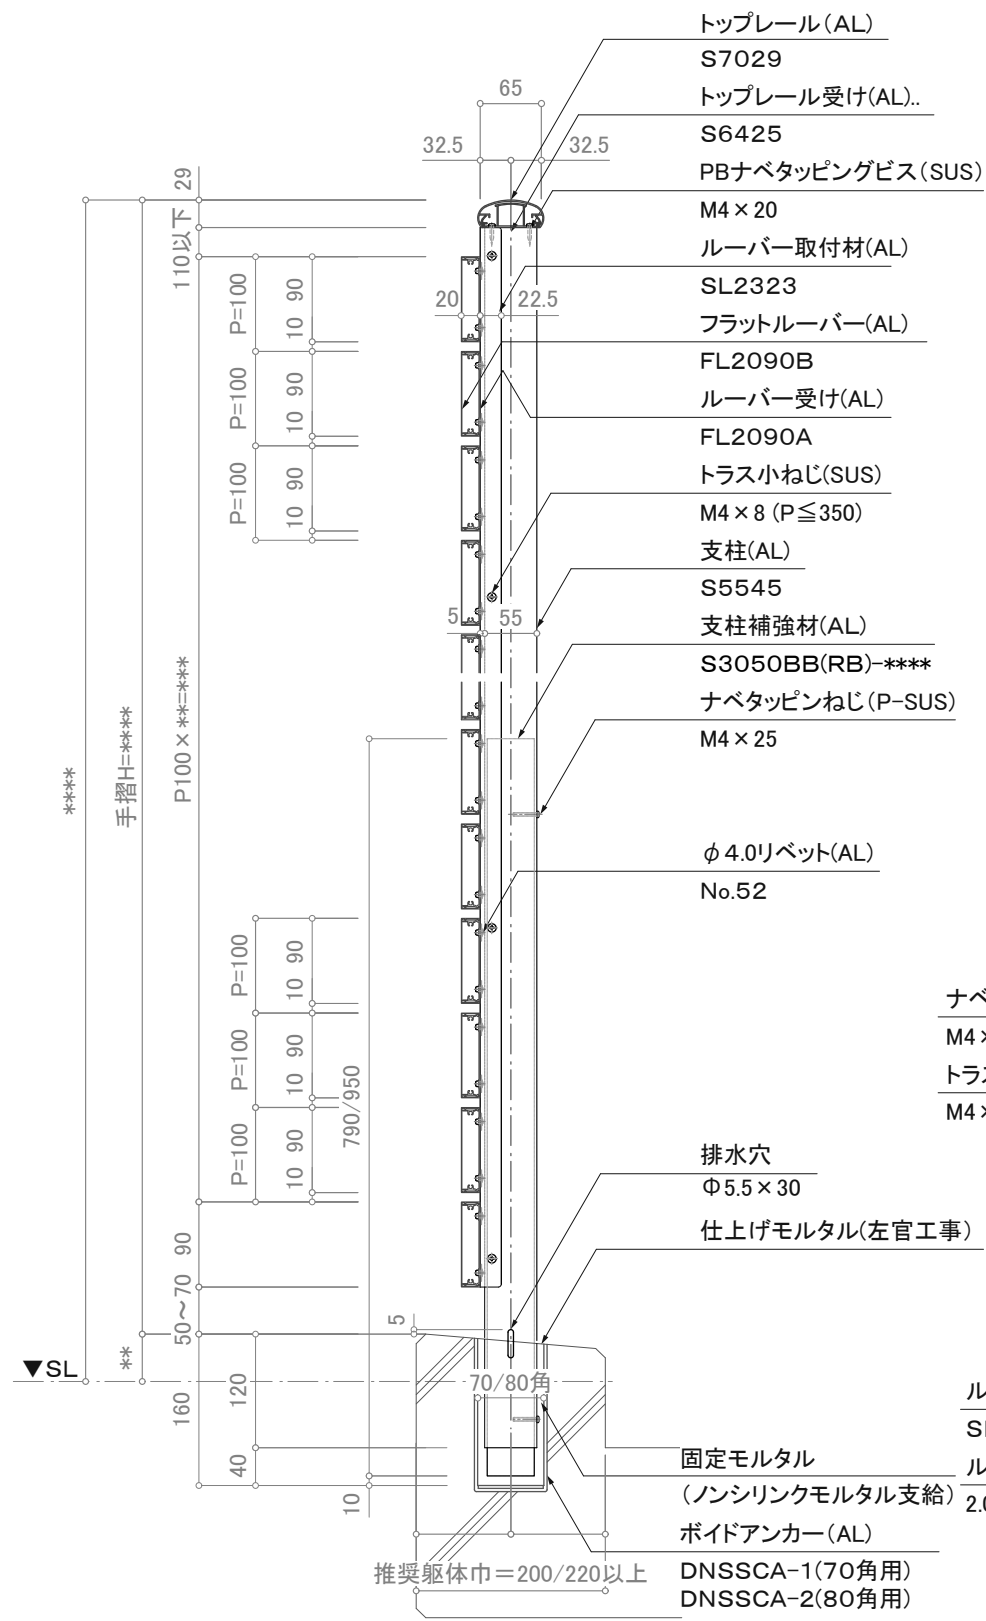 トップレール(AL)
S7029
トップレール受け(AL)..
S6425
PBナベタッピングビス(SUS)
M4×20
ルーバー取付材(AL)
SL2323
フラットルーバー(AL)
FL2090B
ルーバー受け(AL)
FL2090A
トラス小ねじ(SUS)
M4×8 (P≦350)
支柱(AL)
S5545
支柱補強材(AL)
S3050BB(RB)-****
ナベタッピンねじ(P-SUS)
M4×25
φ4.0リベット(AL)
No.52
ナベ
M4×
トラス
M4×
排水穴
Φ5.5×30
仕上げモルタル(左官工事)
固定モルタル
(ノンシリンクモルタル支給)
ボイドアンカー(AL)
DNSSCA-1(70角用)
DNSSCA-2(80角用)
ル
ル
2.0
65
32.5
32.5
29
110以下
P=100
10 90
P=100
10 90
P=100
10 90
20
22.5
5
55
****
手摺H=****
P100×**=***
790/950
P=100
10 90
P=100
10 90
P=100
10 90
90
50~70
5
▼SL
**
160
120
40
10
70/80角
推奨躯体巾=200/220以上